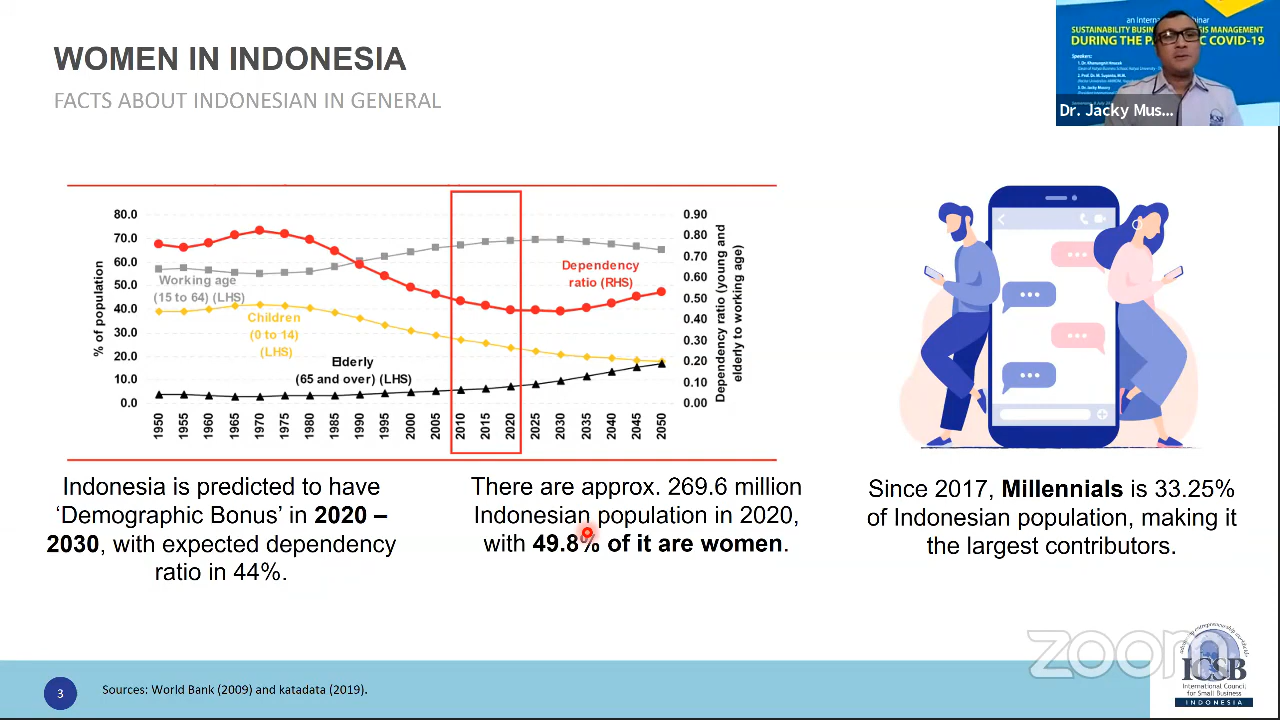 WOMEN IN INDONESIA
FACTS ABOUT INDONESIAN IN GENERAL
an International Seminar
SUSTAINABILITY BUSINESS MANAGEMENT
DURING THE COVID-19
Speakers:
Dr. Jacky Mus...
% of population
80.0
70.0
60.0
50.0
40.0
30.0
20.0
10.0
0.0
Working age
(15 to 64) (LHS)
Children
(0 to 14)
(LHS)
Elderly
(65 and over) (LHS)
Dependency
ratio (RHS)
0.90
0.80
0.70
0.60
0.50
0.40
0.30
0.20
0.10
0.00
Dependency ratio (young and
elderly to working age)
1950
1955
1960
1965
1970
1975
1980
1985
1990
1995
2000
2005
2010
2015
2020
2025
2030
2035
2040
2045
2050
Indonesia is predicted to have
‘Demographic Bonus’ in 2020 –
2030, with expected dependency
ratio in 44%.
There are approx. 269.6 million
Indonesian population in 2020,
with 49.8% of it are women.
Since 2017, Millennials is 33.25%
of Indonesian population, making it
the largest contributors.
zoom
ICSB
International Council
for Small Business
INDONESIA
3
Sources: World Bank (2009) and katadata (2019).